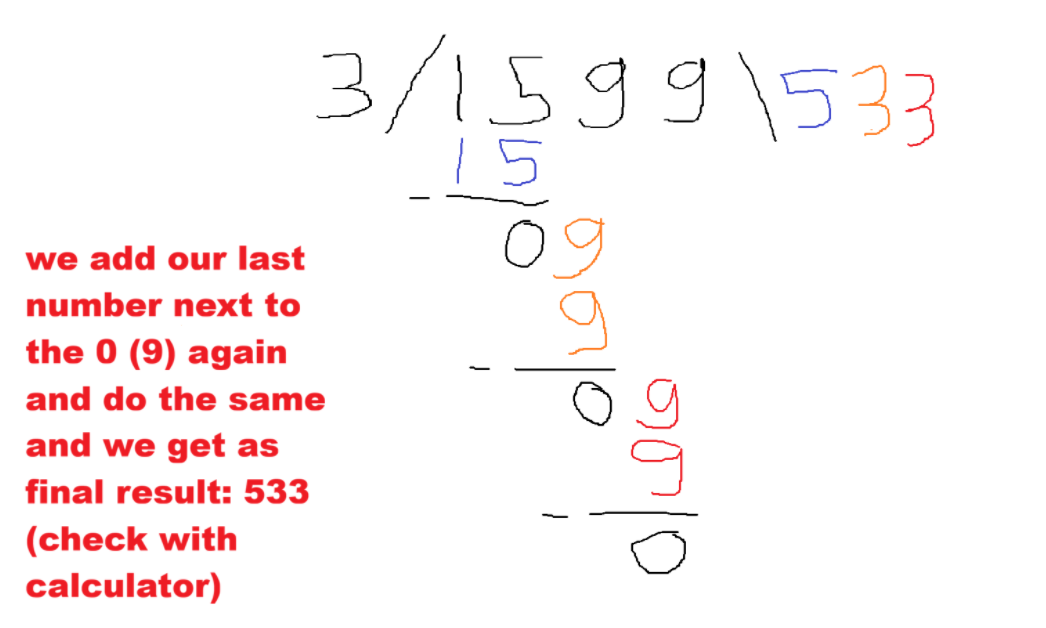 3/1599\533
15
-
09
9
-
09
9
-
0
we add our last
number next to
the 0 (9) again
and do the same
and we get as
final result: 533
(check with
calculator)